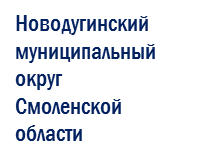 Новодугинский
муниципальный
округ
Смоленской
области